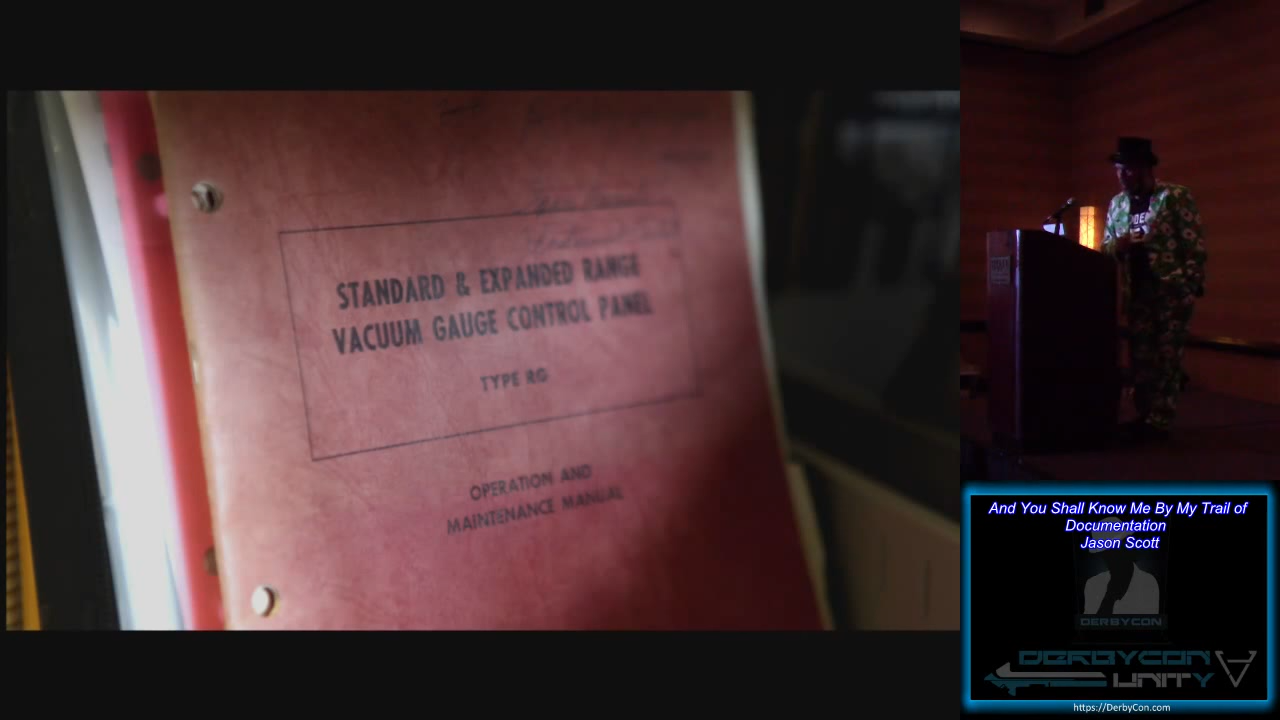 STANDARD & EXPANDED RANGE
VACUUM GAUGE CONTROL PANEL
TYPE RG
OPERATION AND
MAINTENANCE MANUAL
And You Shall Know Me By My Trail of
Documentation
Jason Scott
DERBYCON
DERBYCON
UNITY
https://DerbyCon.com